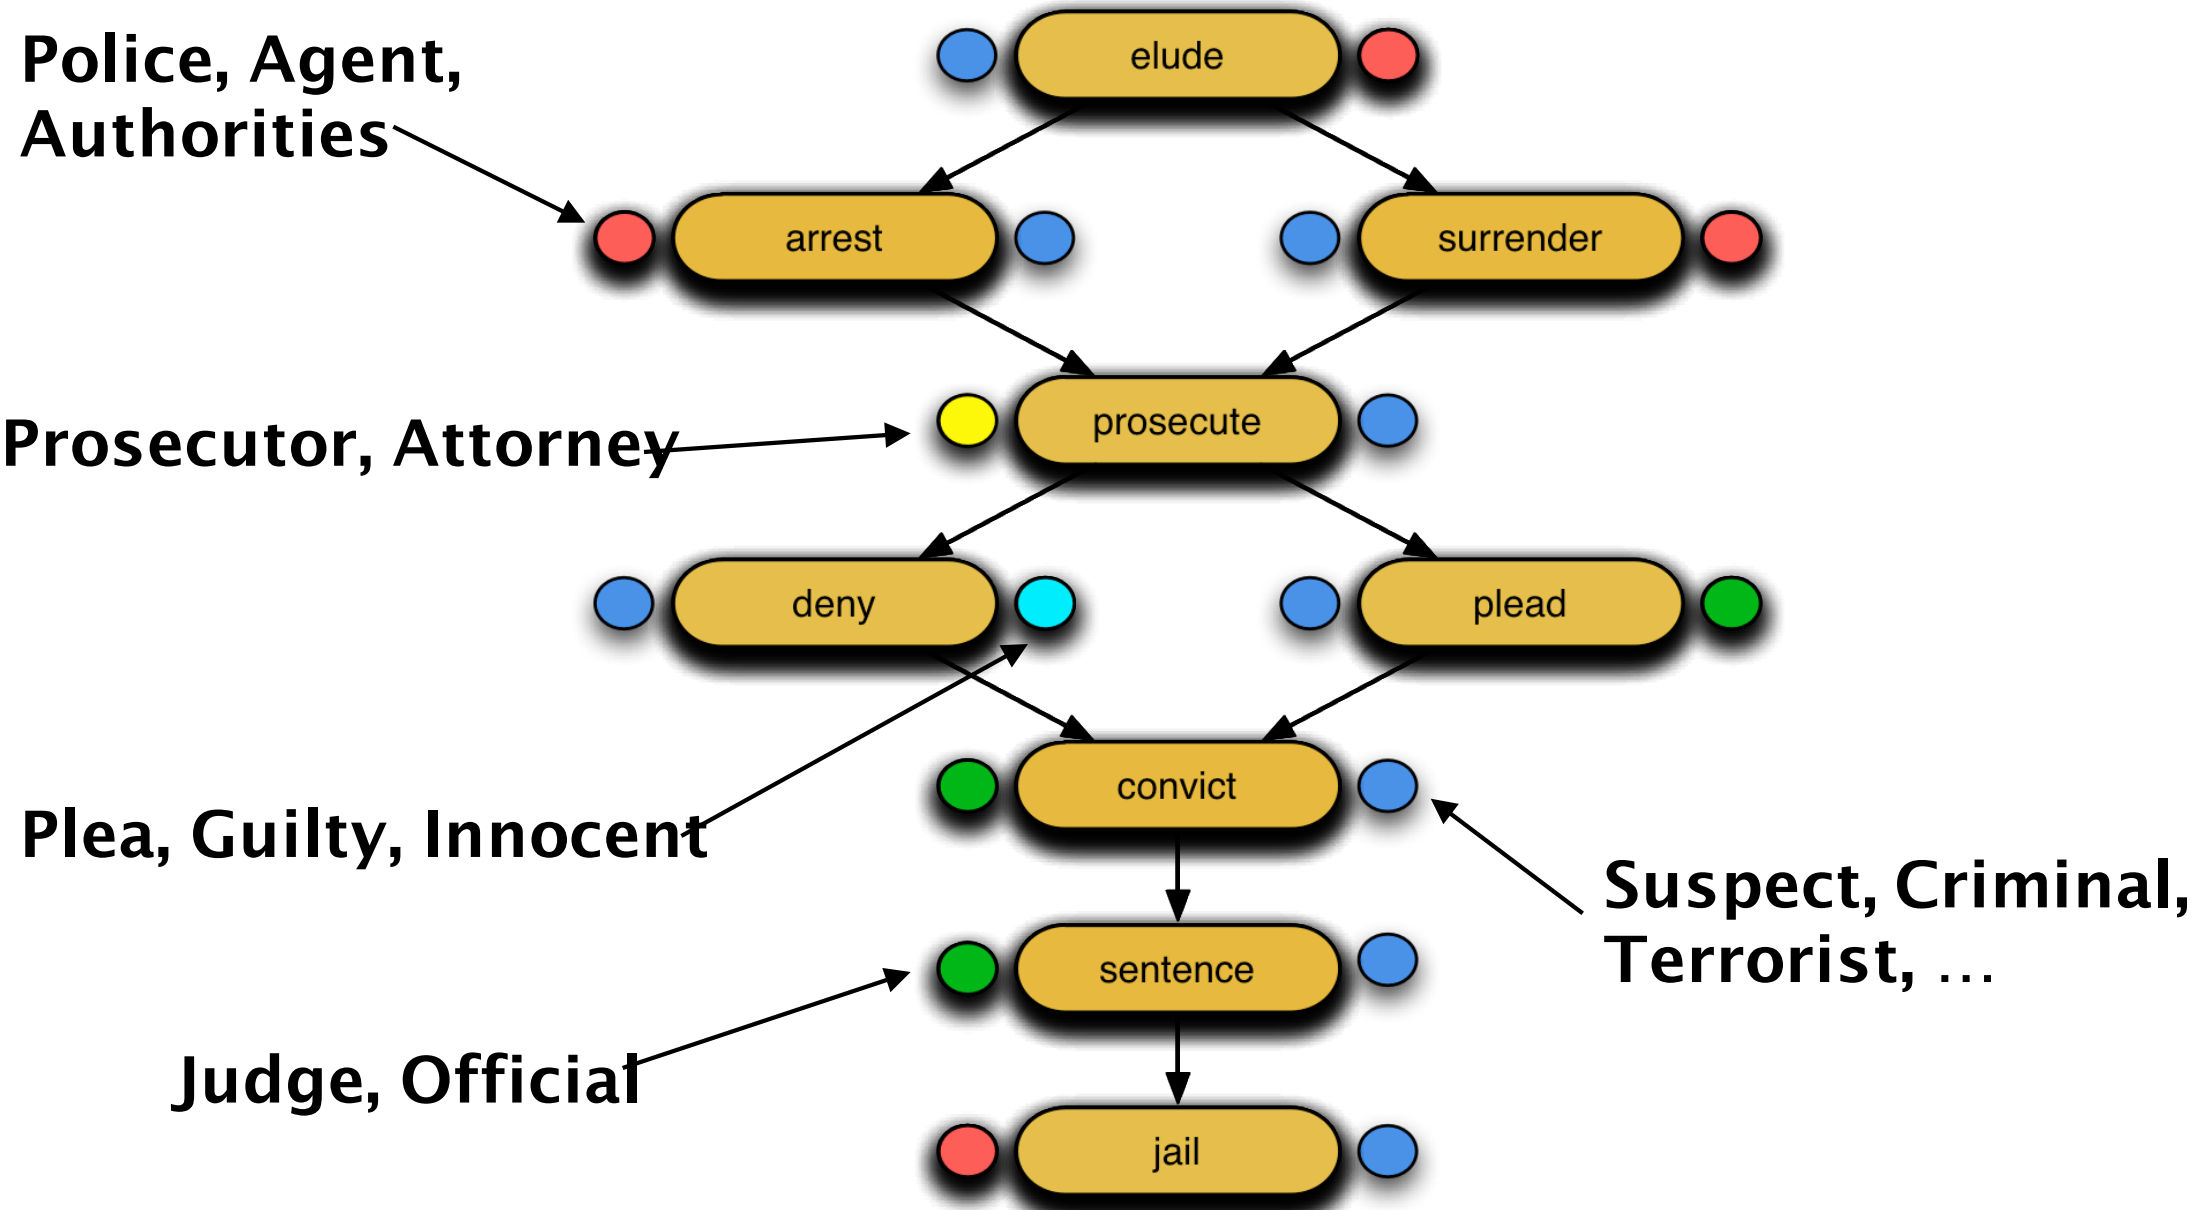 elude
Police, Agent,
Authorities
arrest
surrender
prosecute
Prosecutor, Attorney
deny
plead
convict
Plea, Guilty, Innocent
Suspect, Criminal,
Terrorist, …
sentence
Judge, Official
jail